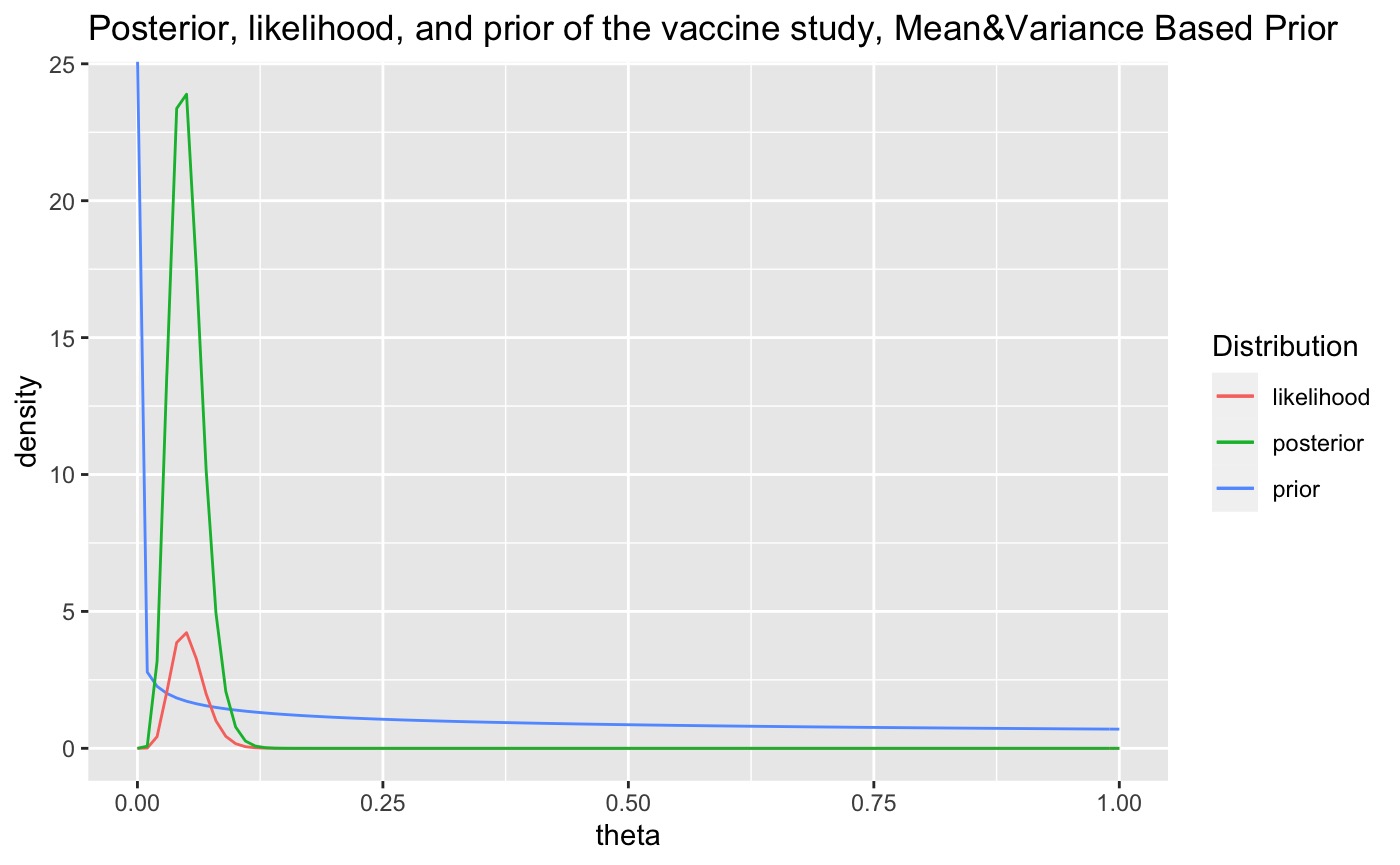 Posterior, likelihood, and prior of the vaccine study, Mean&Variance Based Prior
25
20
15
10
5
0
density
0.00
0.25
0.50
0.75
1.00
theta
Distribution
likelihood
posterior
prior